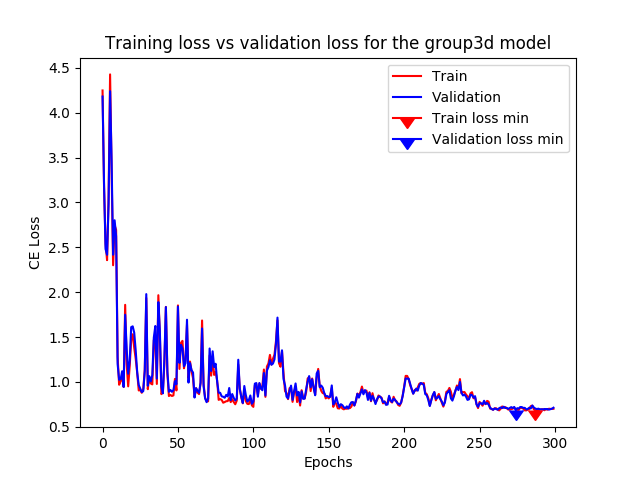 Training loss vs validation loss for the group3d model
4.5
4.0
3.5
3.0
2.5
2.0
1.5
1.0
0.5
CE Loss
Train
Validation
Train loss min
Validation loss min
0 50 100 150 200 250 300
Epochs